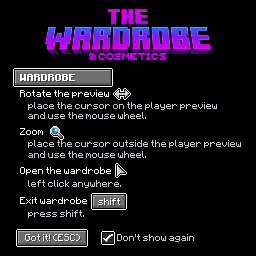 THE
WARDROBE
& COSMETICS
WARDROBE
Rotate the preview
place the cursor on the player preview
and use the mouse wheel.
Zoom
place the cursor outside the player preview
and use the mouse wheel.
Open the wardrobe
left click anywhere.
Exit wardrobe shift
press shift.
Got it! (ESC) Don't show again